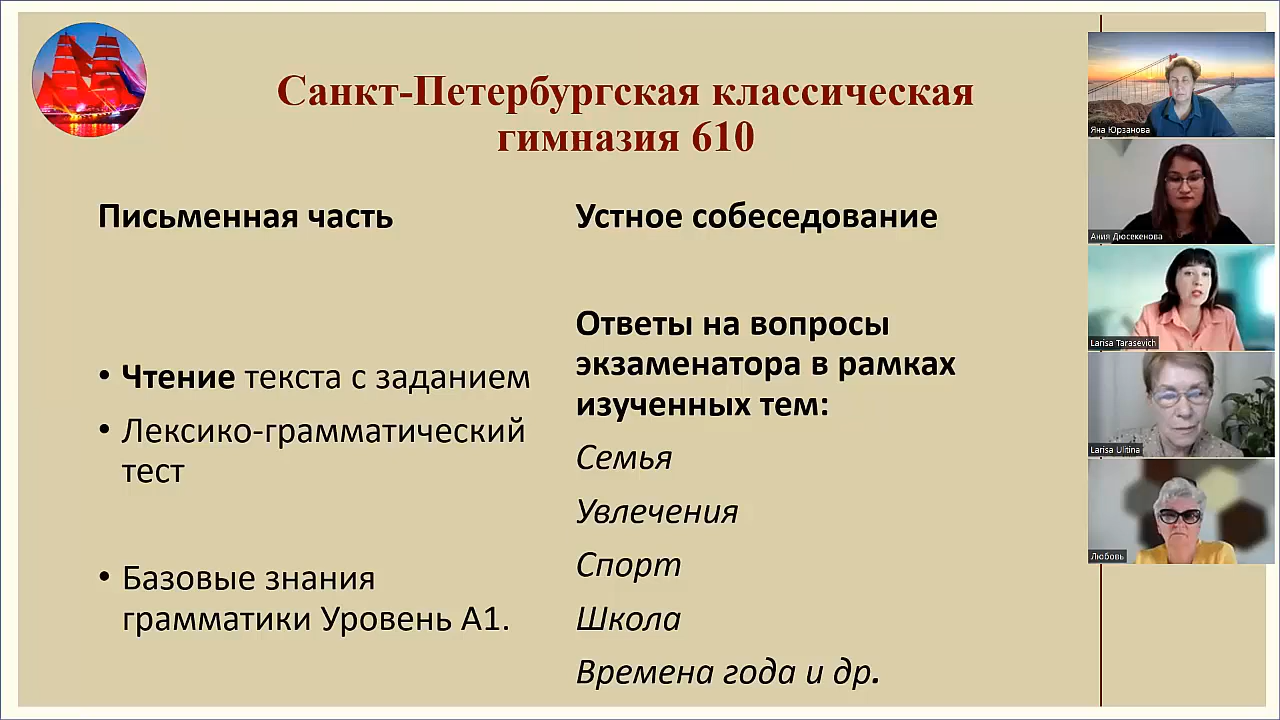 Санкт-Петербургская классическая
гимназия 610
Письменная часть
• Чтение текста с заданием
• Лексико-грамматический
тест
• Базовые знания
грамматики Уровень А1.
Устное собеседование
Ответы на вопросы
экзаменатора в рамках
изученных тем:
Семья
Увлечения
Спорт
Школа
Времена года и др.
Яна Юрзанова
Ания Дюсекенова
Larisa Tarasevich
Larisa Ulitina
Любовь